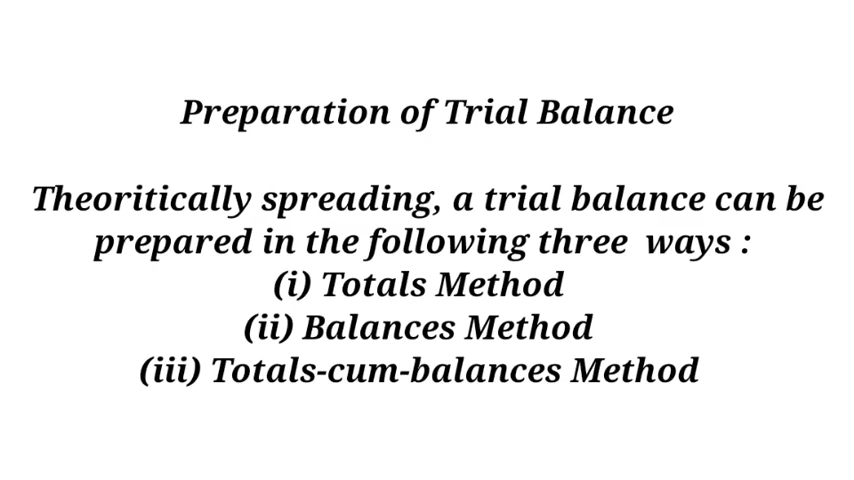 Preparation of Trial Balance
Theoritically spreading, a trial balance can be
prepared in the following three ways :
(i) Totals Method
(ii) Balances Method
(iii) Totals-cum-balances Method